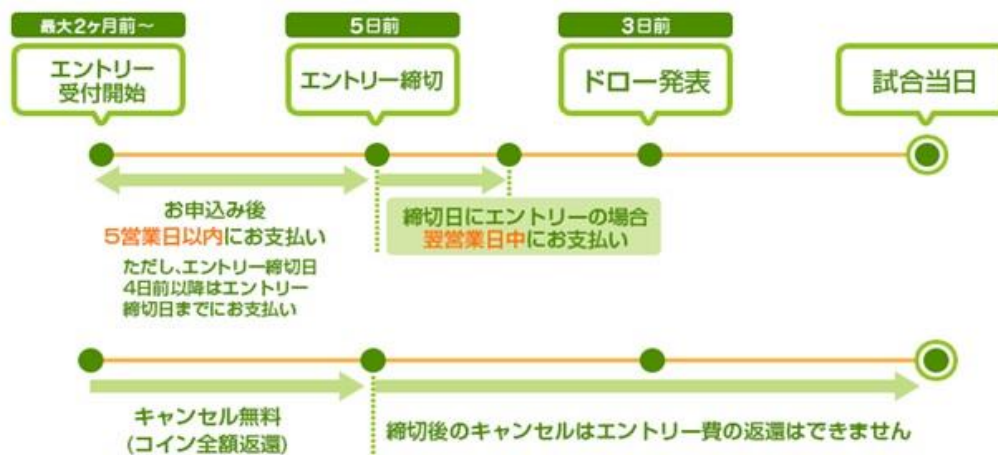 最大2ヶ月前～
5日前
3日前
エントリー
受付開始
エントリー締切
ドロー発表
試合当日
お申込み後
5営業日以内にお支払い
ただし、エントリー締切日
4日前以降はエントリー
締切日までにお支払い
締切日にエントリーの場合
翌営業日中にお支払い
キャンセル無料
(コイン全額返還)
締切後のキャンセルはエントリー費の返還はできません